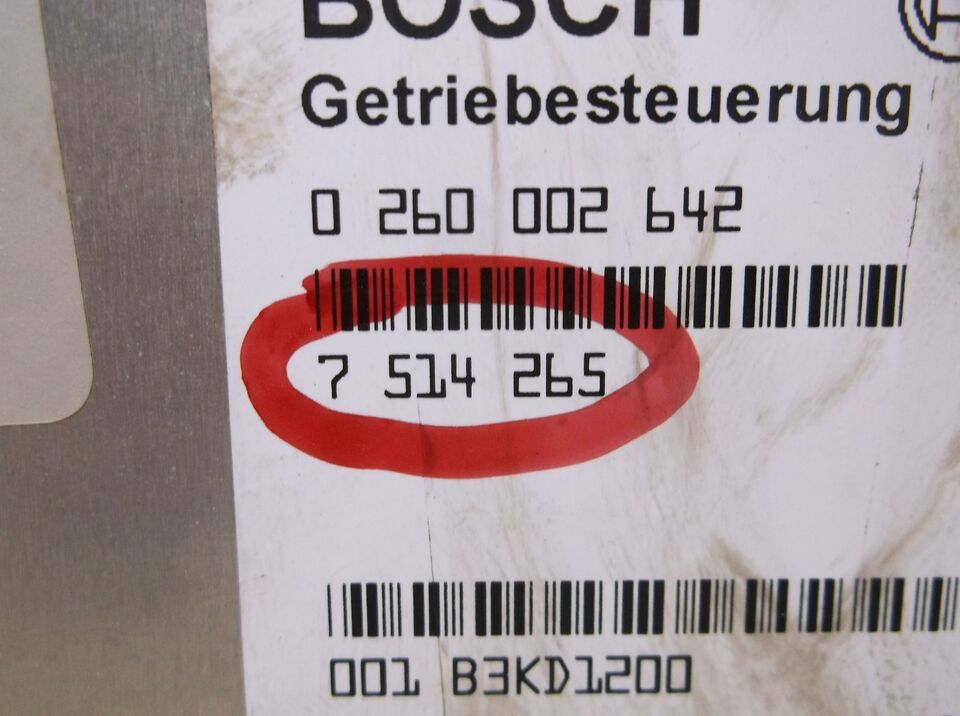 BOSCH
Getriebesteuerung
0 260 002 642
7 514 265
001 B3KD1200